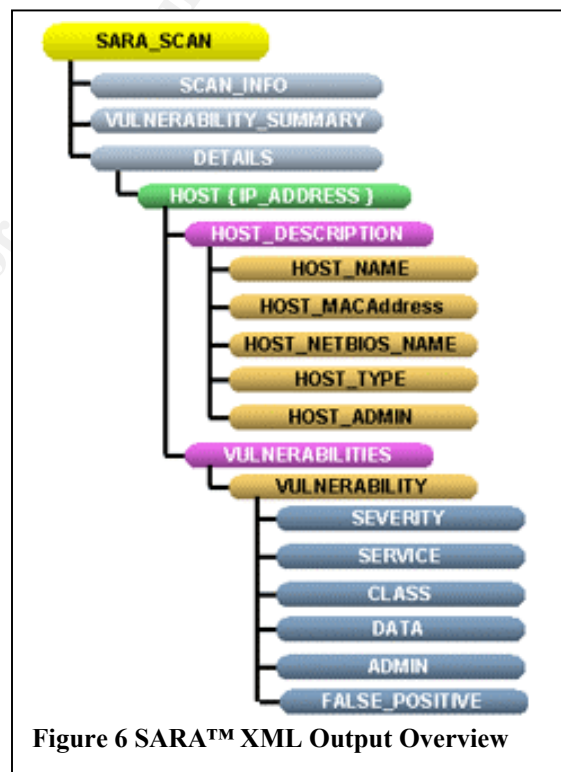 SARA_SCAN
SCAN_INFO
VULNERABILITY_SUMMARY
DETAILS
HOST { IP_ADDRESS }
HOST_DESCRIPTION
HOST_NAME
HOST_MACAddress
HOST_NETBIOS_NAME
HOST_TYPE
HOST_ADMIN
VULNERABILITIES
VULNERABILITY
SEVERITY
SERVICE
CLASS
DATA
ADMIN
FALSE_POSITIVE
Figure 6 SARA™ XML Output Overview